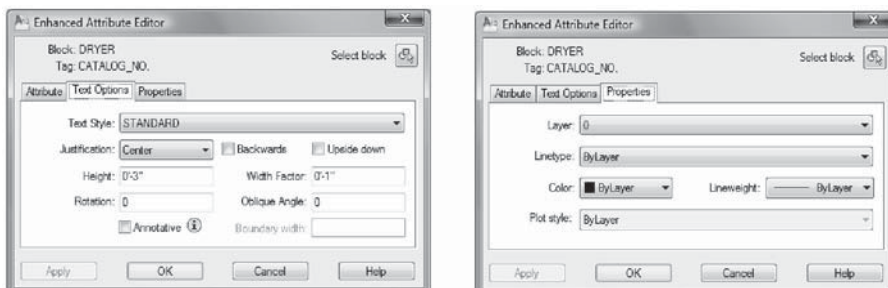 Enhanced Attribute Editor
Block: DRYER
Tag: CATALOG_NO.
Select block
Attribute Text Options Properties
Text Style: STANDARD
Justification: Center Backwards Upside down
Height: 0'-3" Width Factor: 0'-1"
Rotation: 0 Oblique Angle: 0
Annotative Boundary width:
Apply OK Cancel Help
Enhanced Attribute Editor
Block: DRYER
Tag: CATALOG_NO.
Select block
Attribute Text Options Properties
Layer: 0
Linetype: ByLayer
Color: ByLayer Lineweight: ByLayer
Plot style: ByLayer
Apply OK Cancel Help